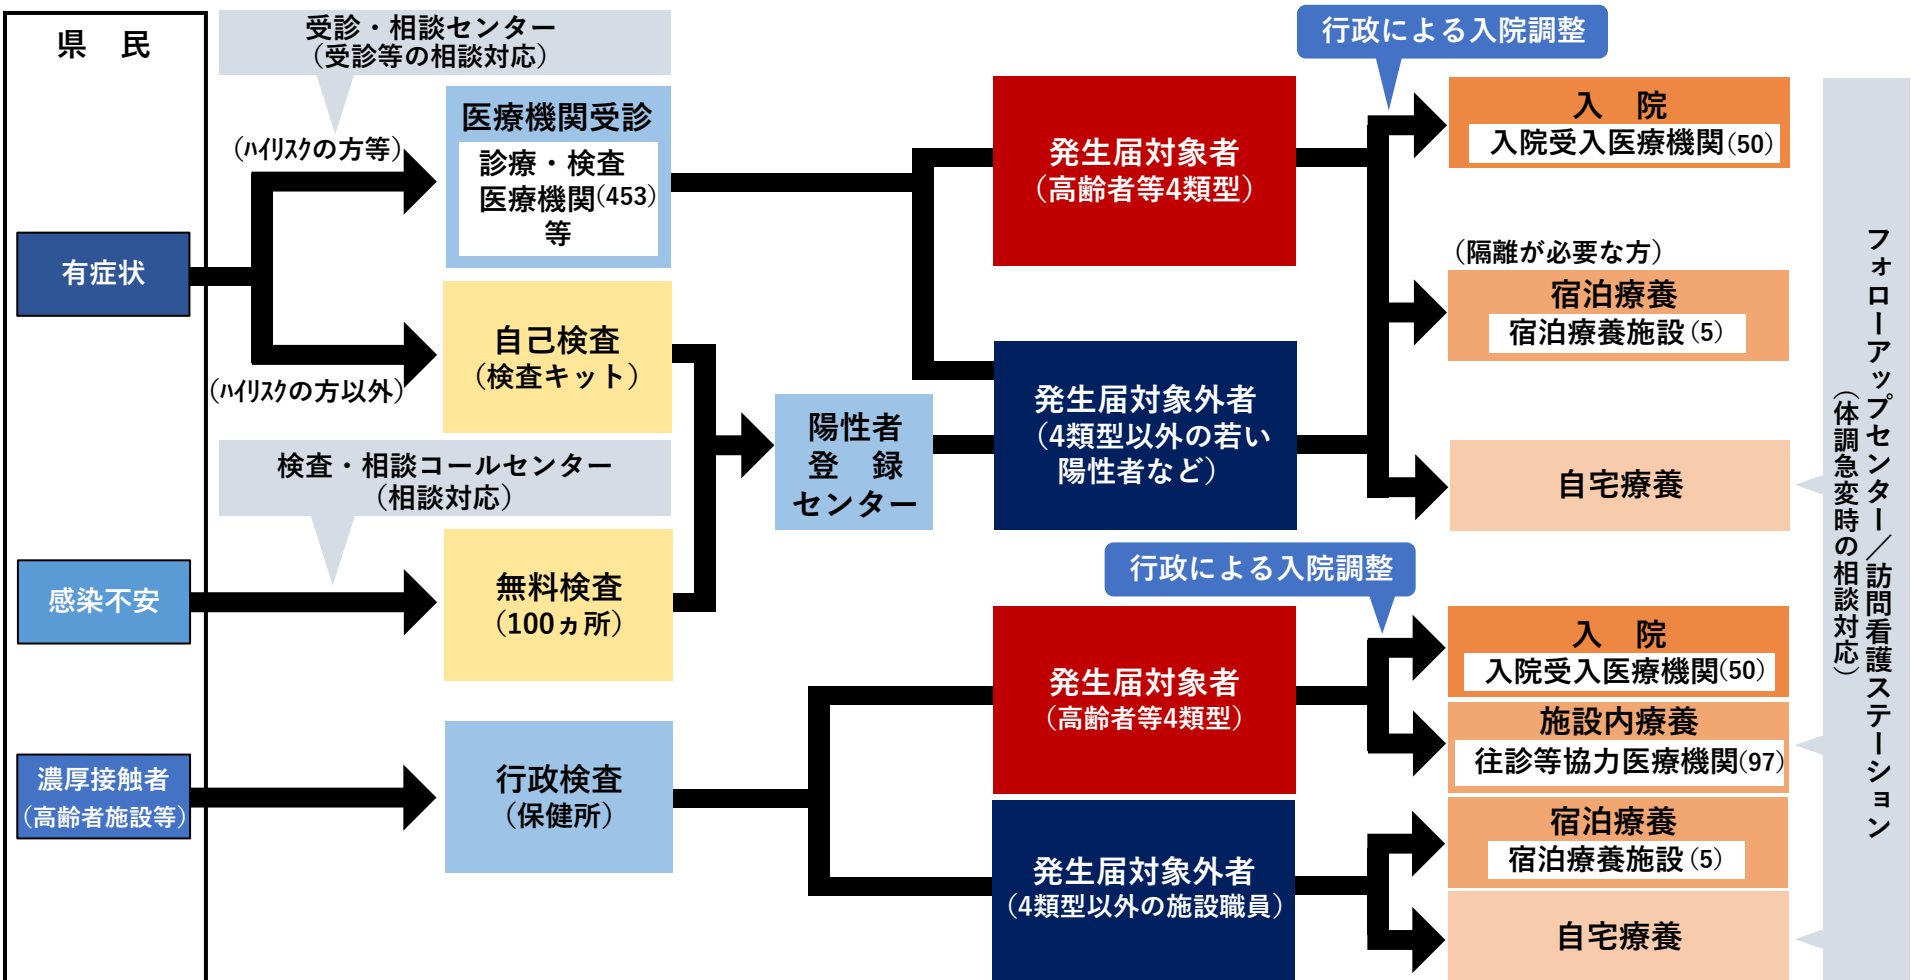 県　民
受診・相談センター
（受診等の相談対応）
(ﾊｲﾘｽｸの方等)
有症状
(ﾊｲﾘｽｸの方以外)
医療機関受診
診療・検査
医療機関(453)
等
自己検査
（検査キット）
検査・相談コールセンター
（相談対応）
感染不安
無料検査
（100ヵ所）
陽性者
登　録
センター
濃厚接触者
（高齢者施設等）
行政検査
（保健所）
行政による入院調整
発生届対象者
（高齢者等4類型）
発生届対象外者
（4類型以外の若い
陽性者など）
入　院
入院受入医療機関(50)
（隔離が必要な方）
宿泊療養
宿泊療養施設(5)
自宅療養
行政による入院調整
発生届対象者
（高齢者等4類型）
発生届対象外者
（4類型以外の施設職員）
入　院
入院受入医療機関(50)
施設内療養
往診等協力医療機関(97)
宿泊療養
宿泊療養施設(5)
自宅療養
フォローアップセンター／訪問看護ステーション
（体調急変時の相談対応）